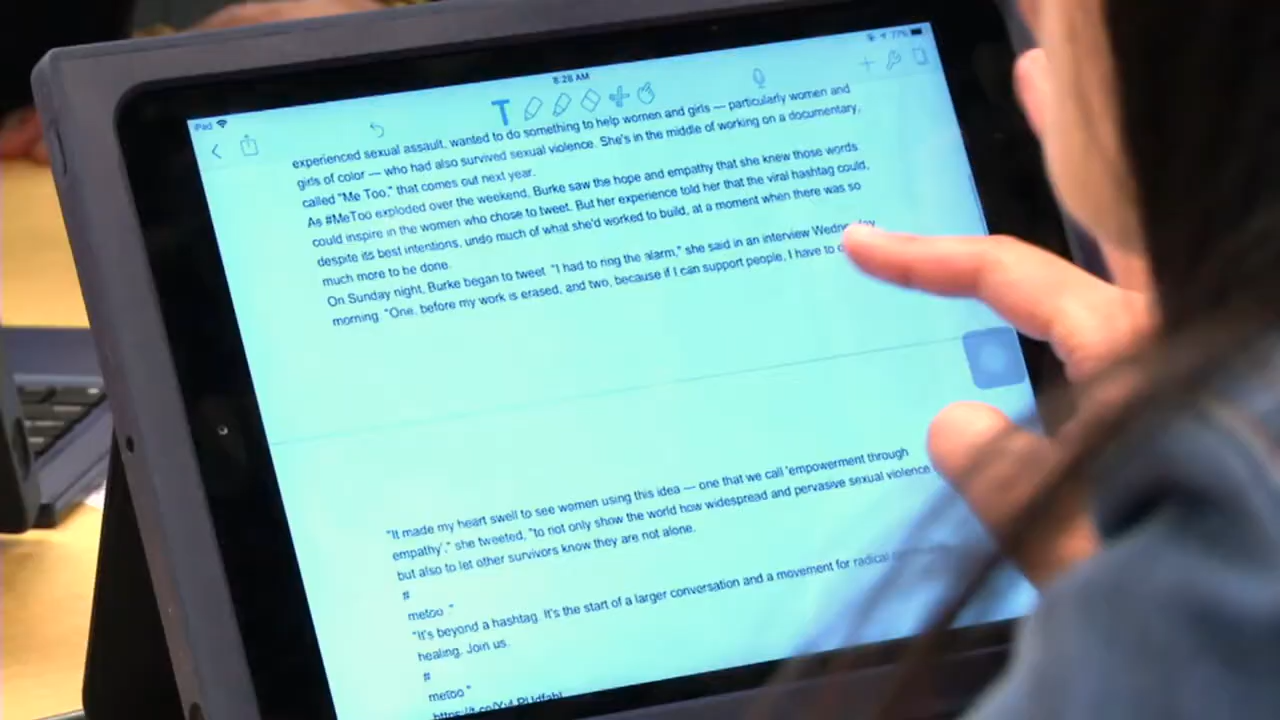 8:28 AM
77%
iPad
T
experienced sexual assault, wanted to do something to help women and girls — particularly women and
girls of color — who had also survived sexual violence. She's in the middle of working on a documentary,
called "Me Too," that comes out next year.
As #MeToo exploded over the weekend, Burke saw the hope and empathy that she knew those words
could inspire in the women who chose to tweet. But her experience told her that the viral hashtag could,
despite its best intentions, undo much of what she'd worked to build, at a moment when there was so
much more to be done.
On Sunday night, Burke began to tweet. "I had to ring the alarm," she said in an interview Wednesday
morning. "One, before my work is erased, and two, because if I can support people, I have to
"It made my heart swell to see women using this idea — one that we call 'empowerment through
empathy'," she tweeted, "to not only show the world how widespread and pervasive sexual violence
but also to let other survivors know they are not alone.
#
metoo ."
"It's beyond a hashtag. It's the start of a larger conversation and a movement for radical
healing. Join us.
#
metoo "